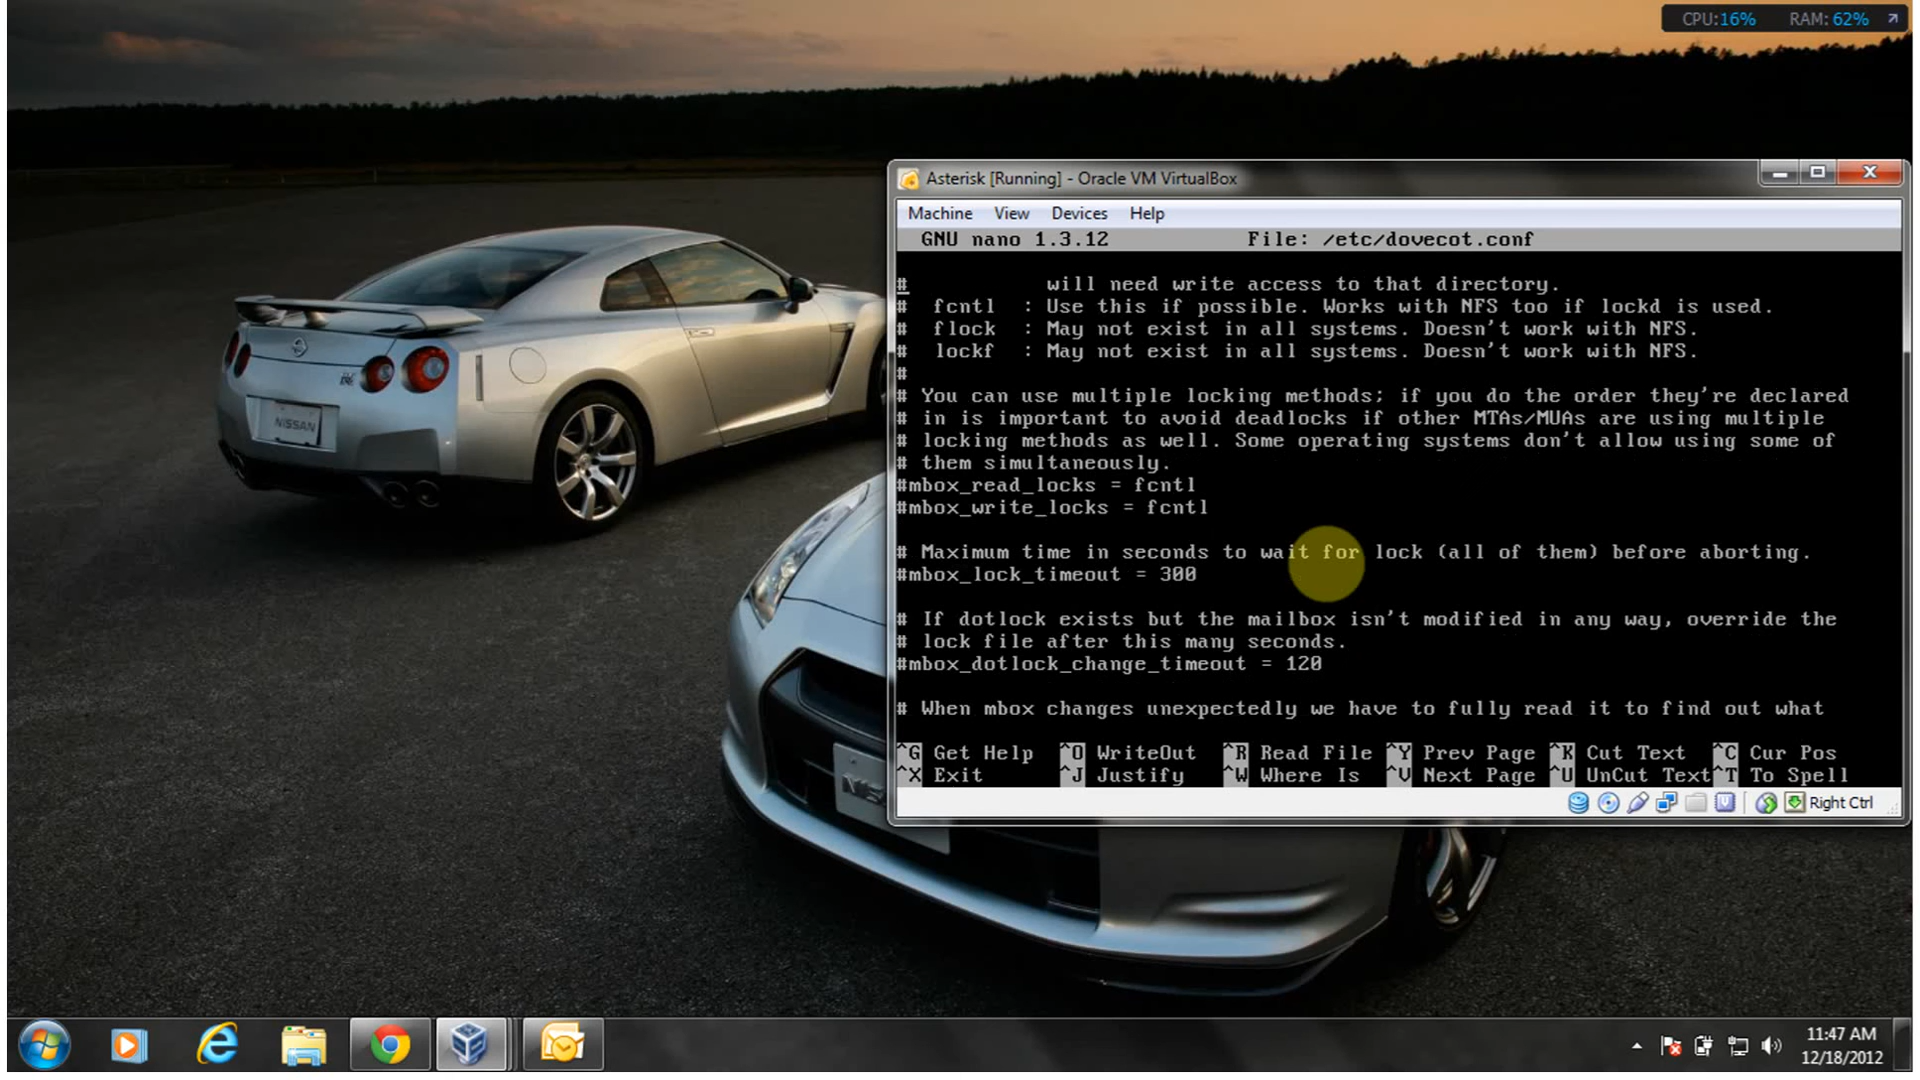 CPU:16% RAM: 62%
NISSAN
Asterisk [Running] - Oracle VM VirtualBox
Machine View Devices Help
GNU nano 1.3.12 File: /etc/dovecot.conf
# will need write access to that directory.
# fcntl : Use this if possible. Works with NFS too if lockd is used.
# flock : May not exist in all systems. Doesn't work with NFS.
# lockf : May not exist in all systems. Doesn't work with NFS.
#
# You can use multiple locking methods; if you do the order they're declared
# in is important to avoid deadlocks if other MTAs/MUAs are using multiple
# locking methods as well. Some operating systems don't allow using some of
# them simultaneously.
#mbox_read_locks = fcntl
#mbox_write_locks = fcntl
# Maximum time in seconds to wait for lock (all of them) before aborting.
#mbox_lock_timeout = 300
# If dotlock exists but the mailbox isn't modified in any way, override the
# lock file after this many seconds.
#mbox_dotlock_change_timeout = 120
# When mbox changes unexpectedly we have to fully read it to find out what
^G Get Help ^O WriteOut ^R Read File ^Y Prev Page ^K Cut Text ^C Cur Pos
^X Exit ^J Justify ^W Where Is ^V Next Page ^U UnCut Text ^T To Spell
Right Ctrl
11:47 AM
12/18/2012